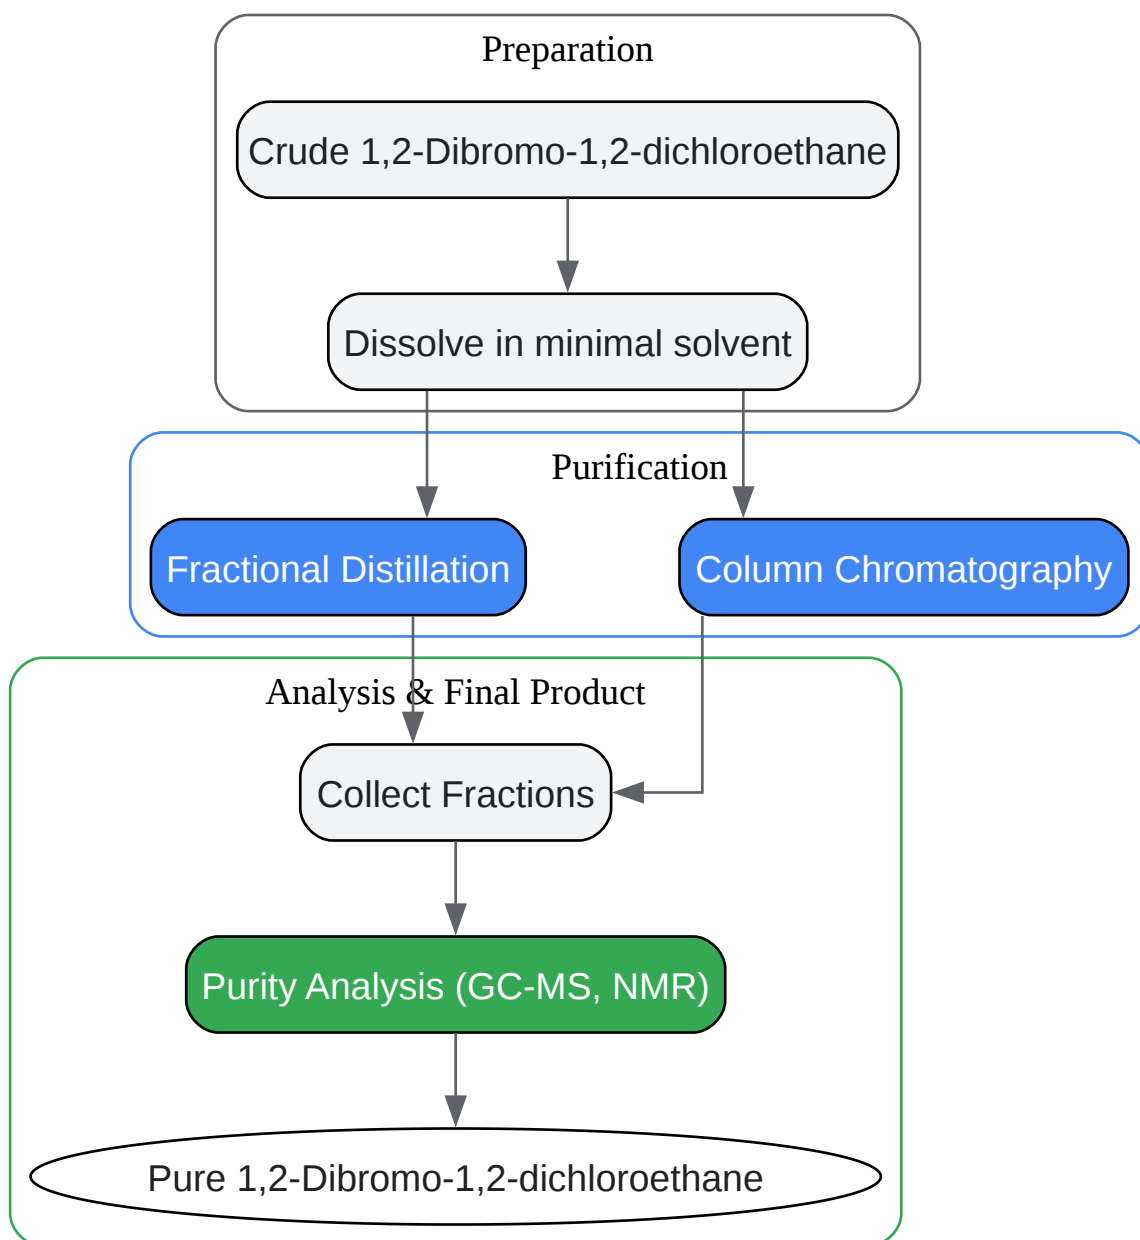 Preparation
Crude 1,2-Dibromo-1,2-dichloroethane
Dissolve in minimal solvent
Purification
Fractional Distillation
Column Chromatography
Analysis & Final Product
Collect Fractions
Purity Analysis (GC-MS, NMR)
Pure 1,2-Dibromo-1,2-dichloroethane